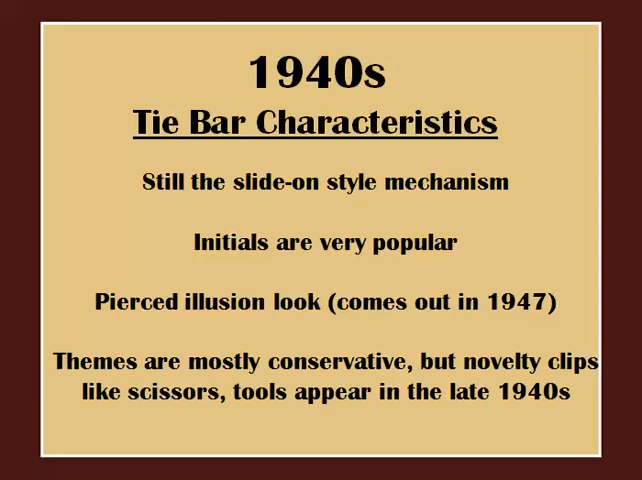 1940s
Tie Bar Characteristics
Still the slide-on style mechanism
Initials are very popular
Pierced illusion look (comes out in 1947)
Themes are mostly conservative, but novelty clips
like scissors, tools appear in the late 1940s